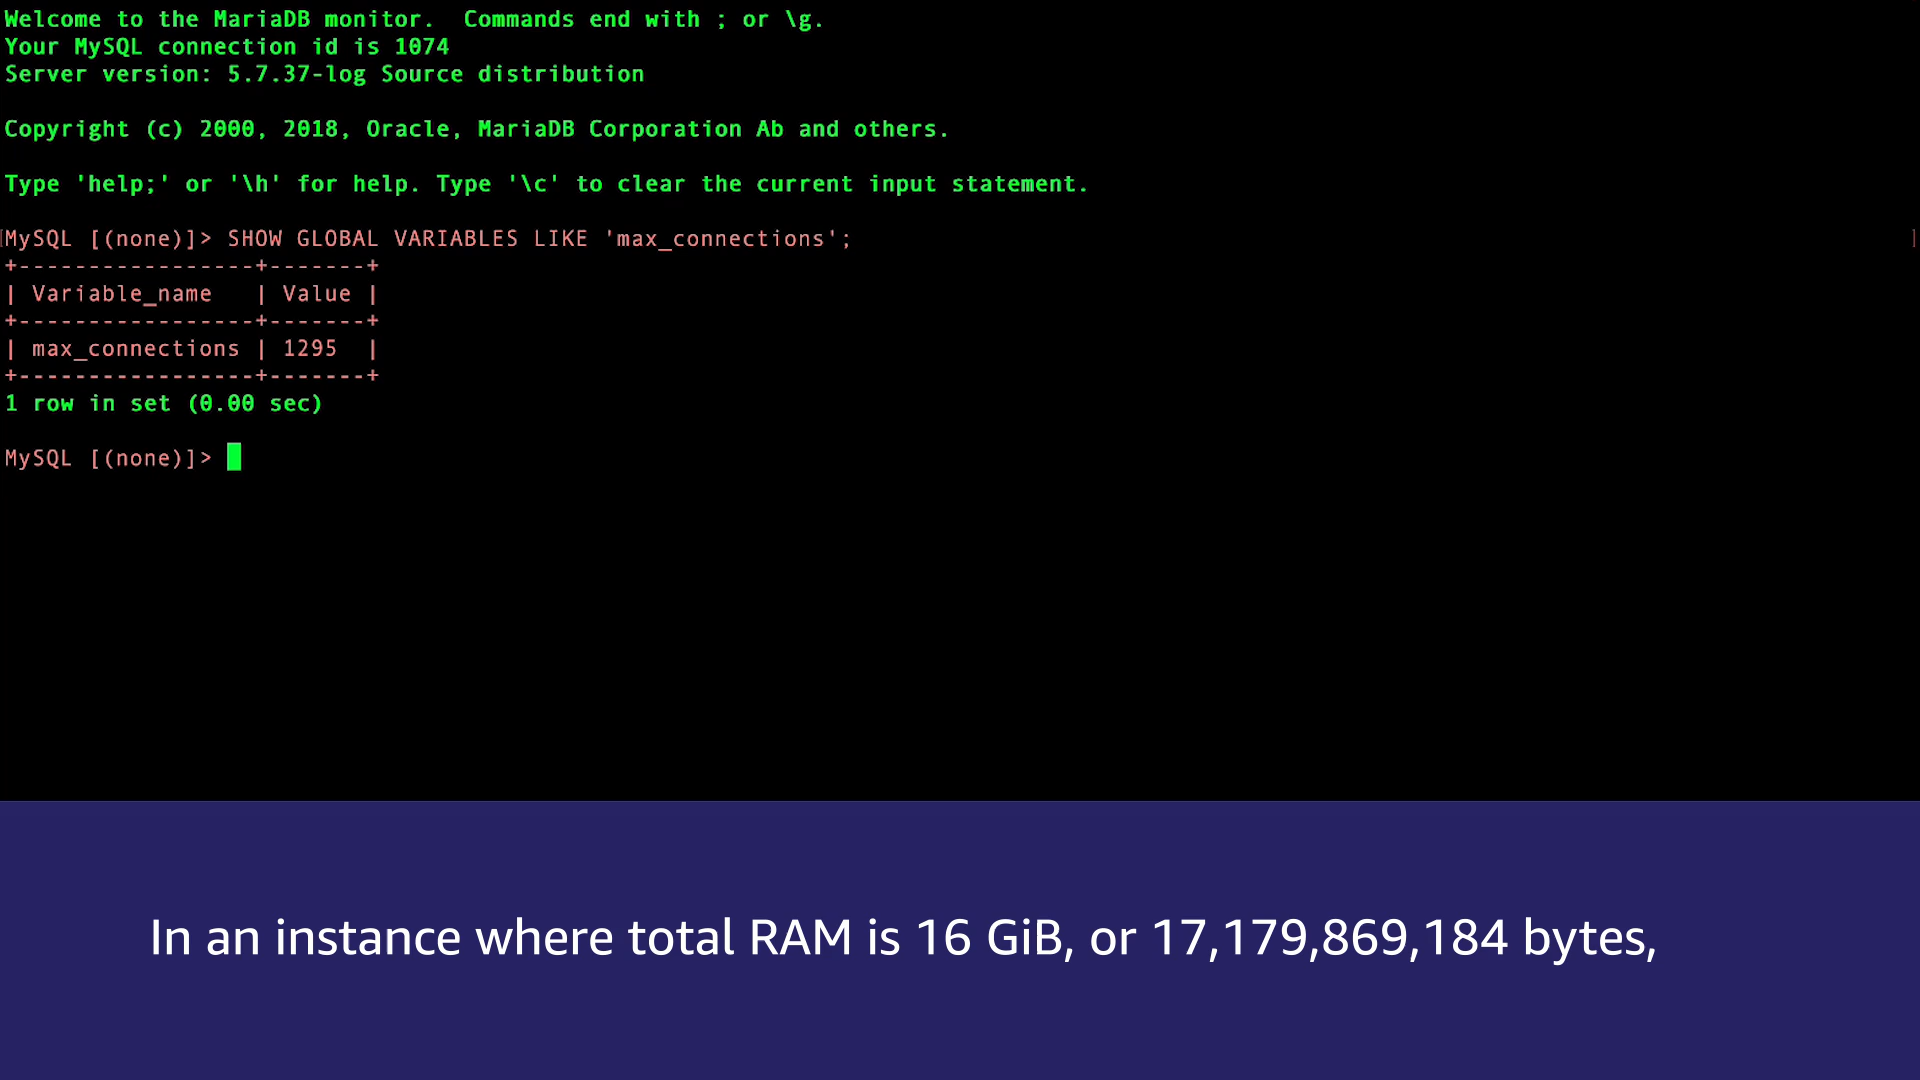 Welcome to the MariaDB monitor.  Commands end with ; or \g.
Your MySQL connection id is 1074
Server version: 5.7.37-log Source distribution
Copyright (c) 2000, 2018, Oracle, MariaDB Corporation Ab and others.
Type 'help;' or '\h' for help. Type '\c' to clear the current input statement.
[MySQL [(none)]> SHOW GLOBAL VARIABLES LIKE 'max_connections'; ]
+-----------------+-------+
| Variable_name   | Value |
+-----------------+-------+
| max_connections | 1295  |
+-----------------+-------+
1 row in set (0.00 sec)
MySQL [(none)]>
In an instance where total RAM is 16 GiB, or 17,179,869,184 bytes,